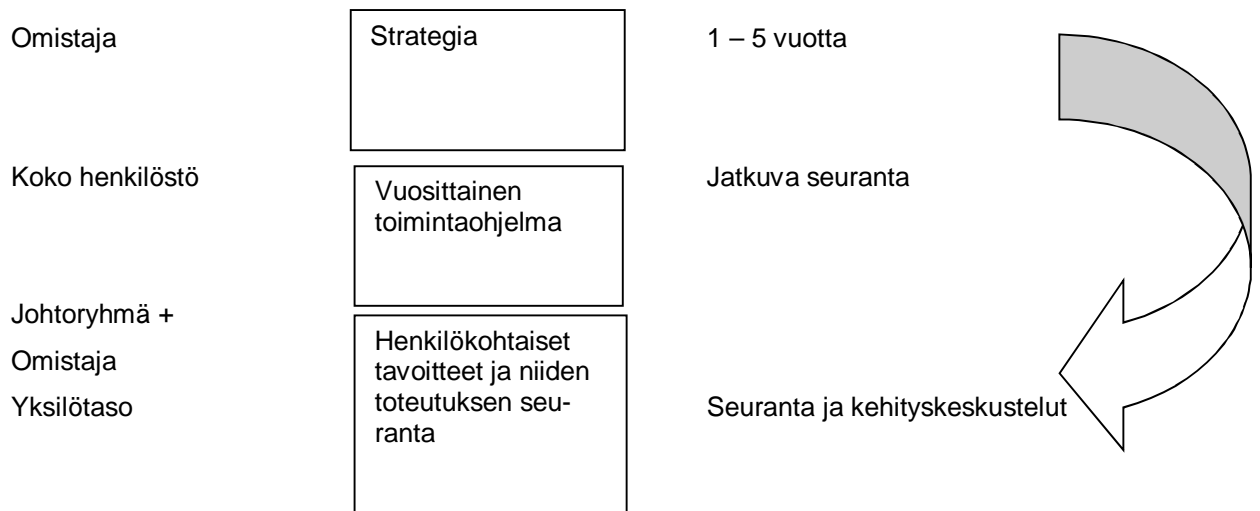 Omistaja
Strategia
1 – 5 vuotta
Koko henkilöstö
Vuosittainen
toimintaohjelma
Jatkuva seuranta
Johtoryhmä +
Omistaja
Yksilötaso
Henkilökohtaiset
tavoitteet ja niiden
toteutuksen seu-
ranta
Seuranta ja kehityskeskustelut